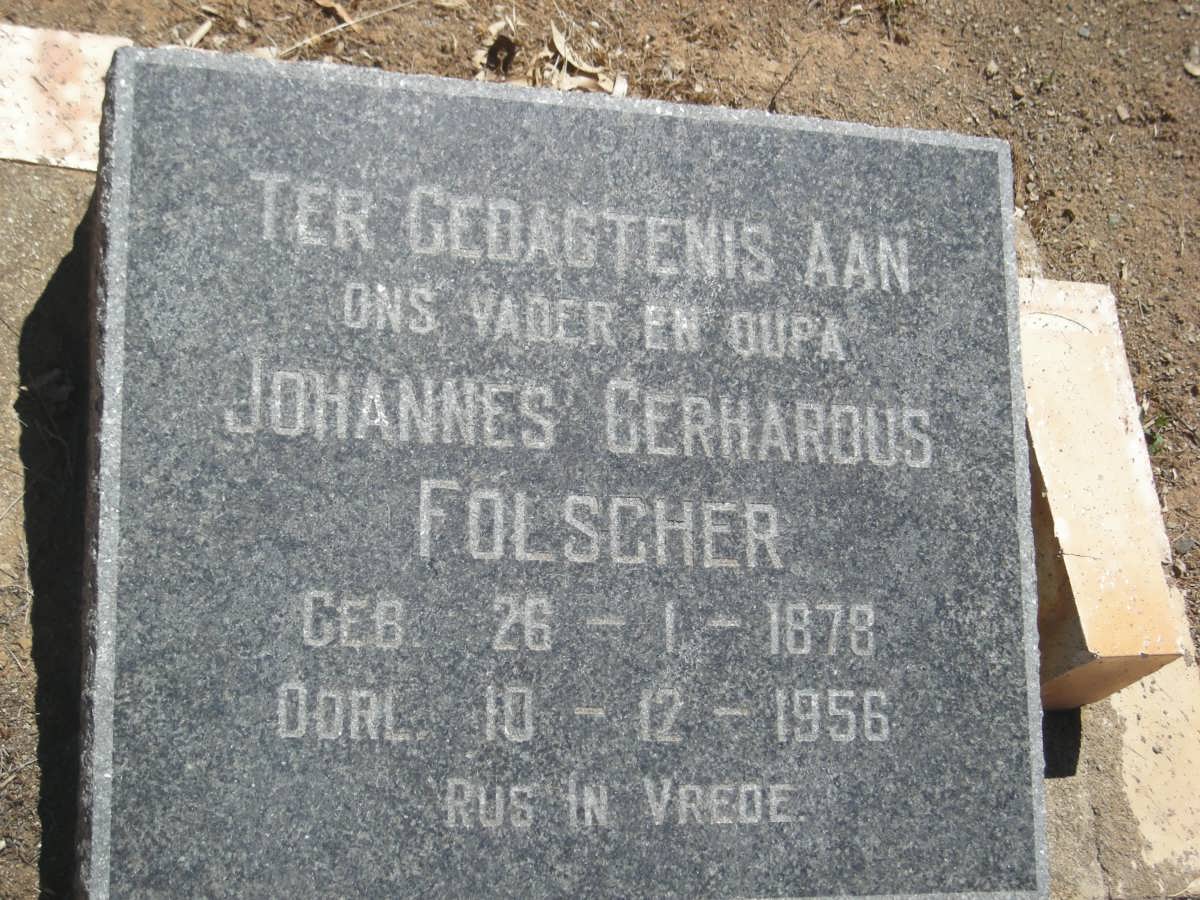 TER GEDAGTENIS AAN
ONS VADER EN OUPA
JOHANNES GERHARDUS
FOLSCHER
GEB. 26 - 1 - 1878
OORL. 10 - 12 - 1956
RUS IN VREDE.